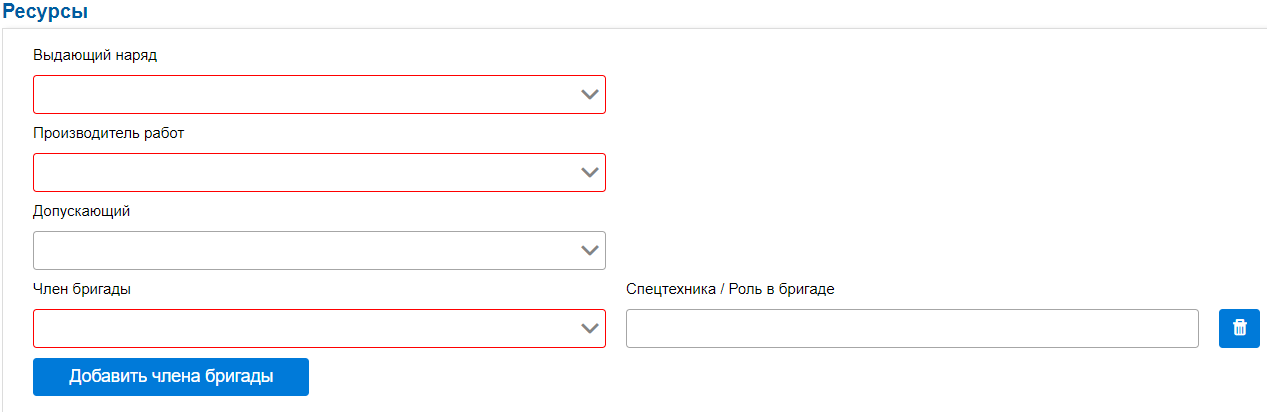 Ресурсы
Выдающий наряд
Производитель работ
Допускающий
Член бригады
Спецтехника / Роль в бригаде
Добавить члена бригады